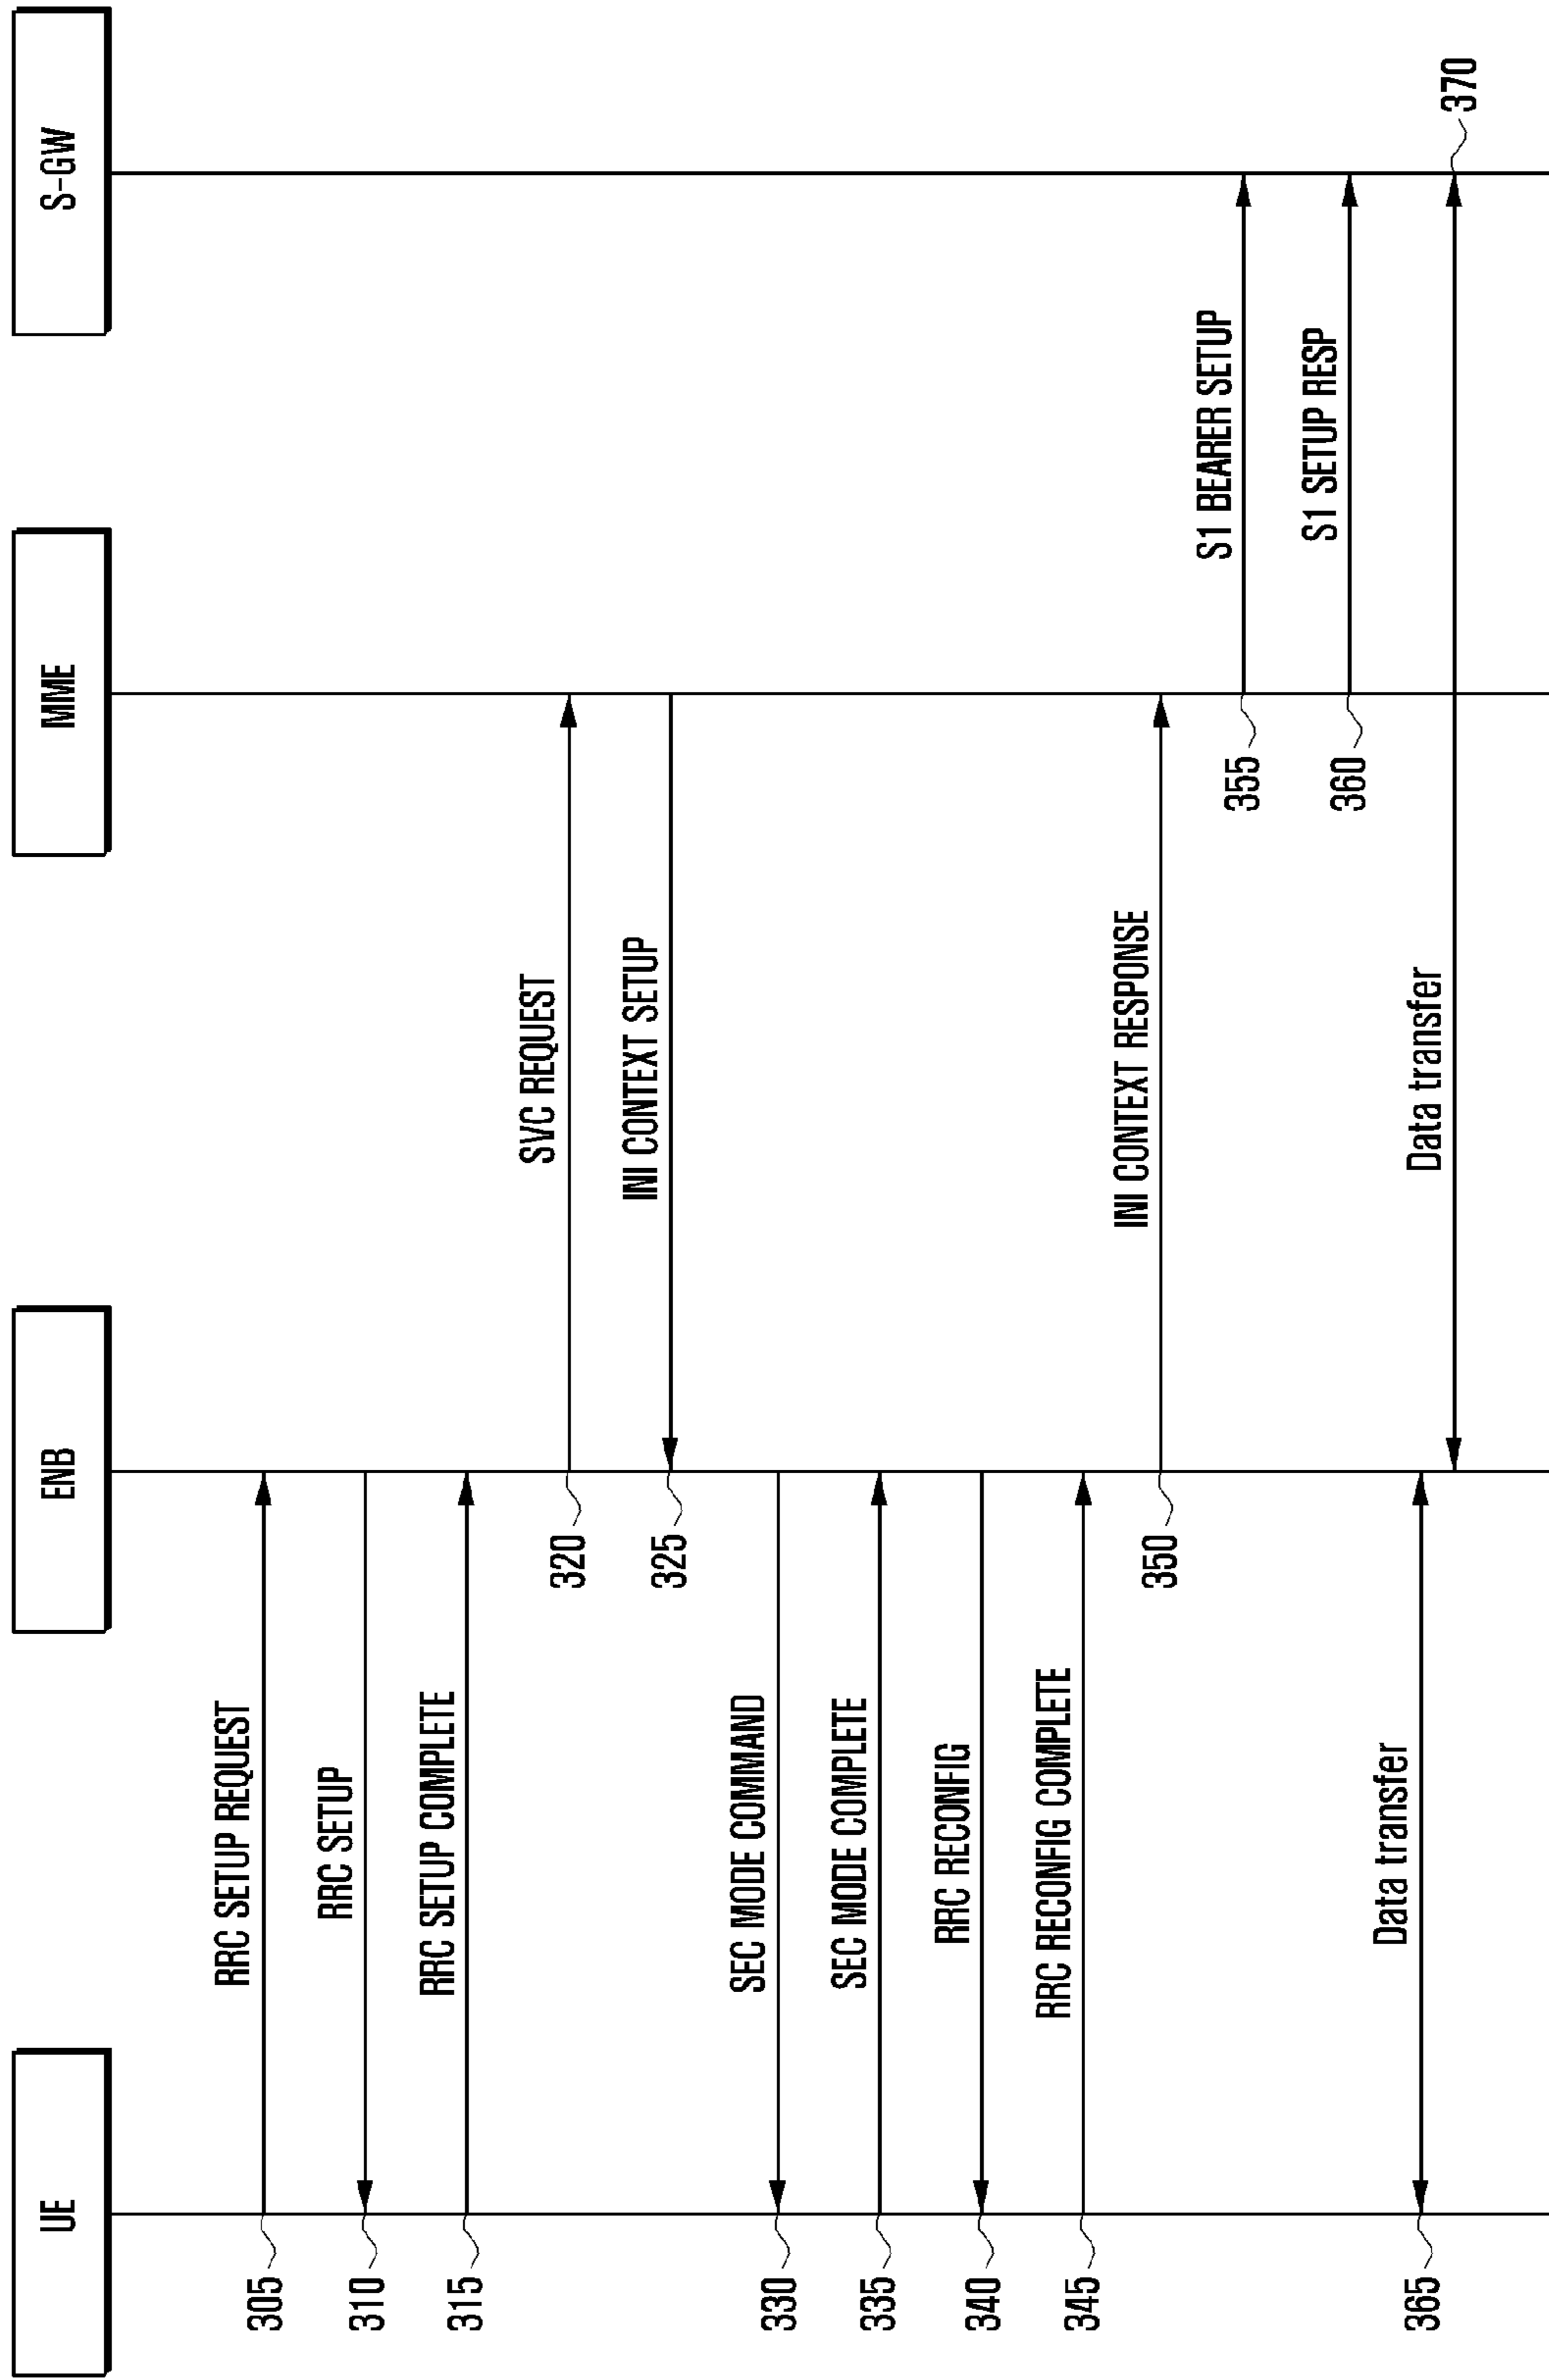 UE
ENB
MME
S-GW
305
RRC SETUP REQUEST
310
RRC SETUP
315
RRC SETUP COMPLETE
320
SVC REQUEST
325
INI CONTEXT SETUP
330
SEC MODE COMMAND
335
SEC MODE COMPLETE
340
RRC RECONFIG
345
RRC RECONFIG COMPLETE
350
INI CONTEXT RESPONSE
355
S1 BEARER SETUP
360
S1 SETUP RESP
365
Data transfer
Data transfer
370